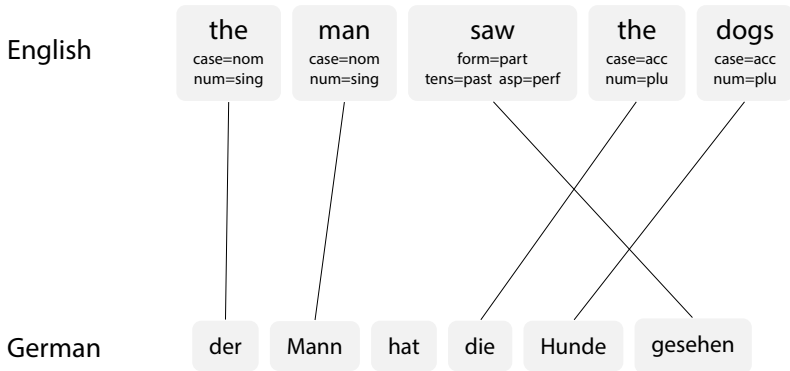 English
the man saw the dogs
case=nom case=nom form=part case=acc case=acc
num=sing num=sing tens=past asp=perf num=plu num=plu
German
der Mann hat die Hunde gesehen